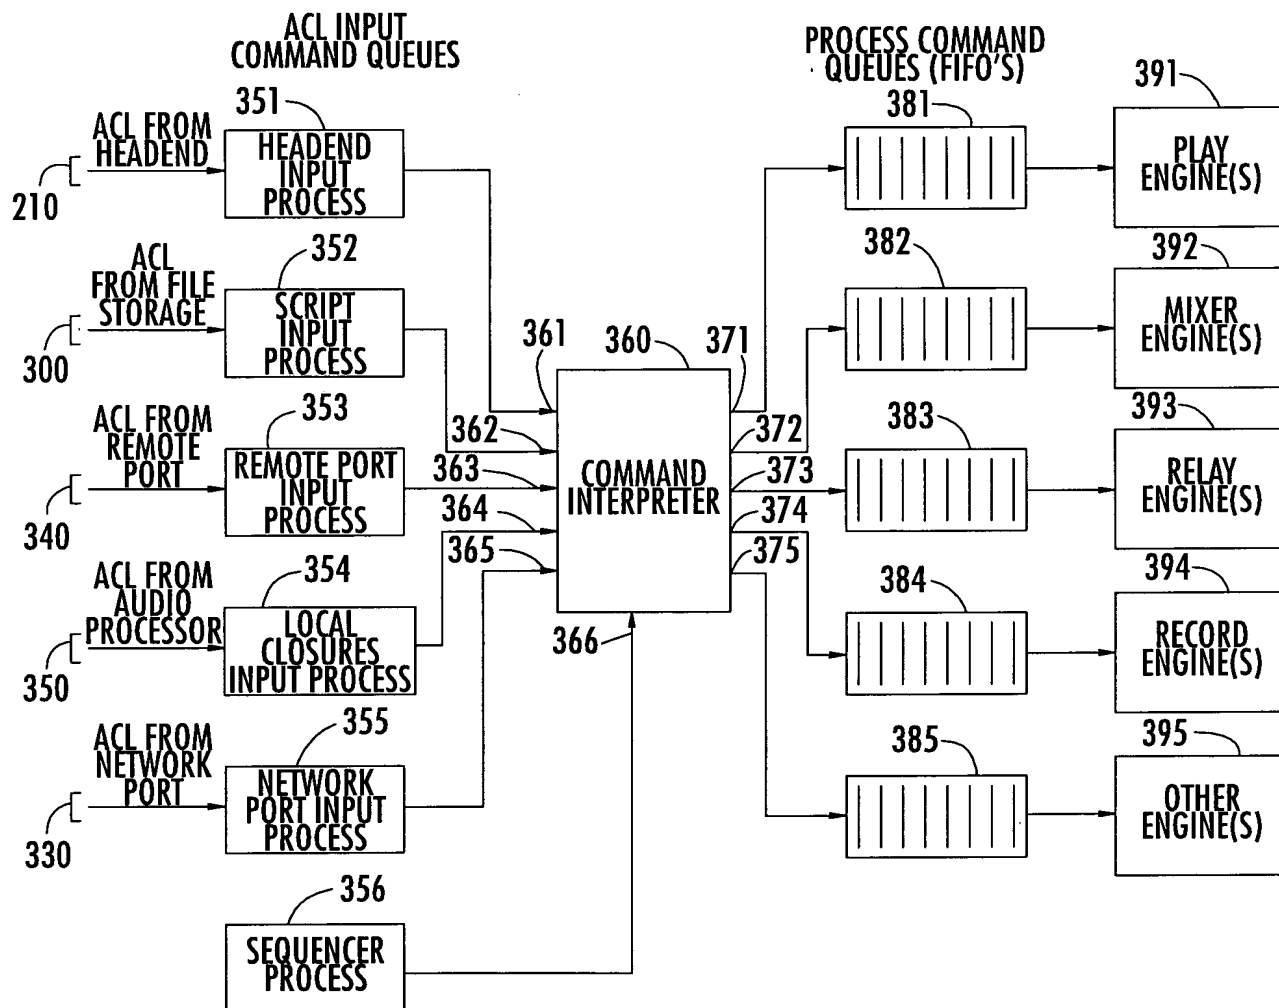 ACL INPUT
COMMAND QUEUES
PROCESS COMMAND
QUEUES (FIFO'S)
351
381
391
ACL FROM
HEADEND
HEADEND
INPUT
PROCESS
PLAY
ENGINE(S)
210
352
382
392
ACL
FROM FILE
STORAGE
SCRIPT
INPUT
PROCESS
MIXER
ENGINE(S)
300
361
360
371
353
383
393
ACL FROM
REMOTE
PORT
REMOTE PORT
INPUT
PROCESS
362
363
364
365
COMMAND
INTERPRETER
372
373
374
375
RELAY
ENGINE(S)
340
354
384
394
ACL FROM
AUDIO
PROCESSOR
LOCAL
CLOSURES
INPUT PROCESS
366
RECORD
ENGINE(S)
350
355
385
395
ACL FROM
NETWORK
PORT
NETWORK
PORT INPUT
PROCESS
OTHER
ENGINE(S)
330
356
SEQUENCER
PROCESS